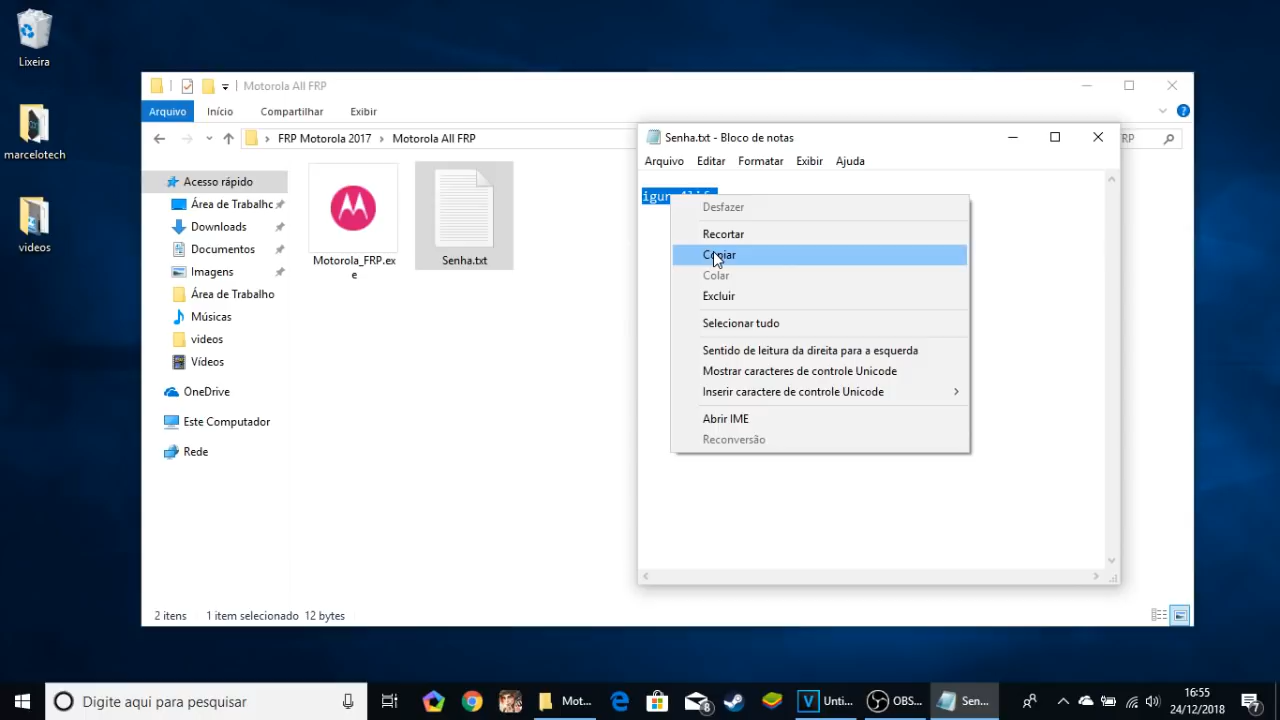 Lixeira
marcelotech
videos
Motorola All FRP
Arquivo
Início
Compartilhar
Exibir
FRP Motorola 2017
Motorola All FRP
FRP
Acesso rápido
Área de Trabalho
Downloads
Documentos
Imagens
Área de Trabalho
Músicas
videos
Vídeos
OneDrive
Este Computador
Rede
Motorola_FRP.ex
e
Senha.txt
Senha.txt - Bloco de notas
Arquivo Editar Formatar Exibir Ajuda
Desfazer
Recortar
Copiar
Colar
Excluir
Selecionar tudo
Sentido de leitura da direita para a esquerda
Mostrar caracteres de controle Unicode
Inserir caractere de controle Unicode
Abrir IME
Reconversão
2 itens 1 item selecionado 12 bytes
Digite aqui para pesquisar
Mot...
8
Unti...
OBS...
Sen...
16:55
24/12/2018
7